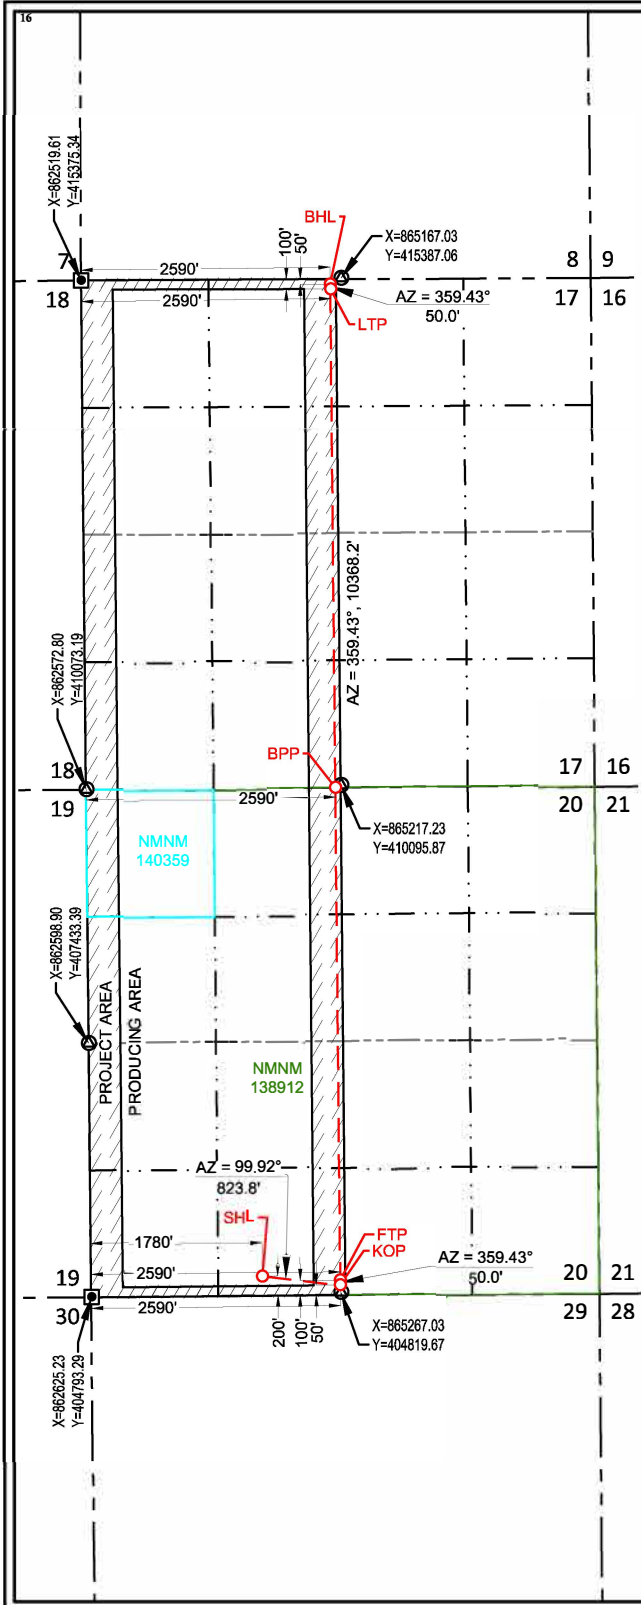 16
X=862519.61
Y=415375.34
BHL
100'
50'
X=865167.03
Y=415387.06
7
2590'
8 9
18
2590'
AZ = 359.43°
50.0'
17 16
LTP
AZ = 359.43°, 10368.2'
X=862572.80
Y=410073.19
BPP
18
17 16
19
2590'
20 21
X=865217.23
Y=410095.87
NMNM
140359
X=862598.90
Y=407433.39
PROJECT AREA
PRODUCING AREA
NMNM
138912
AZ = 99.92°
823.8'
SHL
1780'
FTP
KOP
AZ = 359.43°
50.0'
19
2590'
20 21
30
2590'
29 28
200'
100'
50'
X=865267.03
Y=404819.67
X=862625.23
Y=404793.29